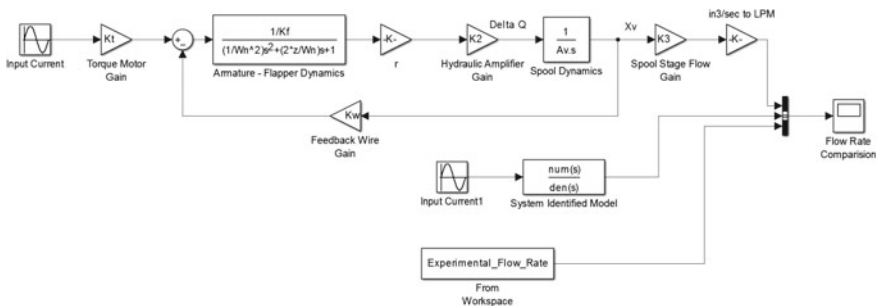 Input Current
Kt
Torque Motor
Gain
1/Kf
(1/Wn^2)s²+(2*z/Wn)s+1
Armature - Flapper Dynamics
-K-
r
K2
Hydraulic Amplifier
Gain
Delta Q
1
Av.s
Spool Dynamics
Xv
K3
Spool Stage Flow
Gain
in3/sec to LPM
-K-
Kw
Feedback Wire
Gain
Flow Rate
Comparision
Input Current1
num(s)
den(s)
System Identified Model
Experimental_Flow_Rate
From
Workspace